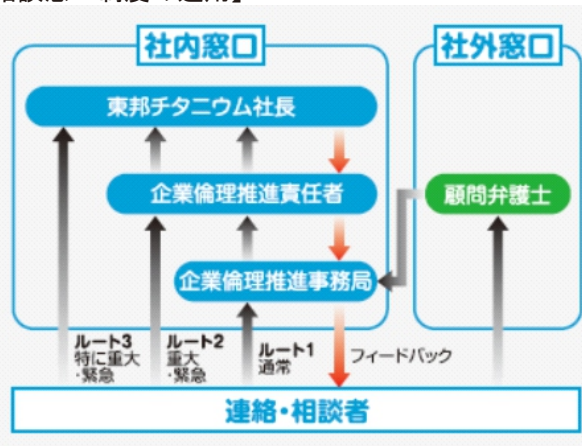 社内窓口
社外窓口
東邦チタニウム社長
企業倫理推進責任者
顧問弁護士
企業倫理推進事務局
ルート3
特に重大
・緊急
ルート2
重大
・緊急
ルート1
通常
フィードバック
連絡・相談者